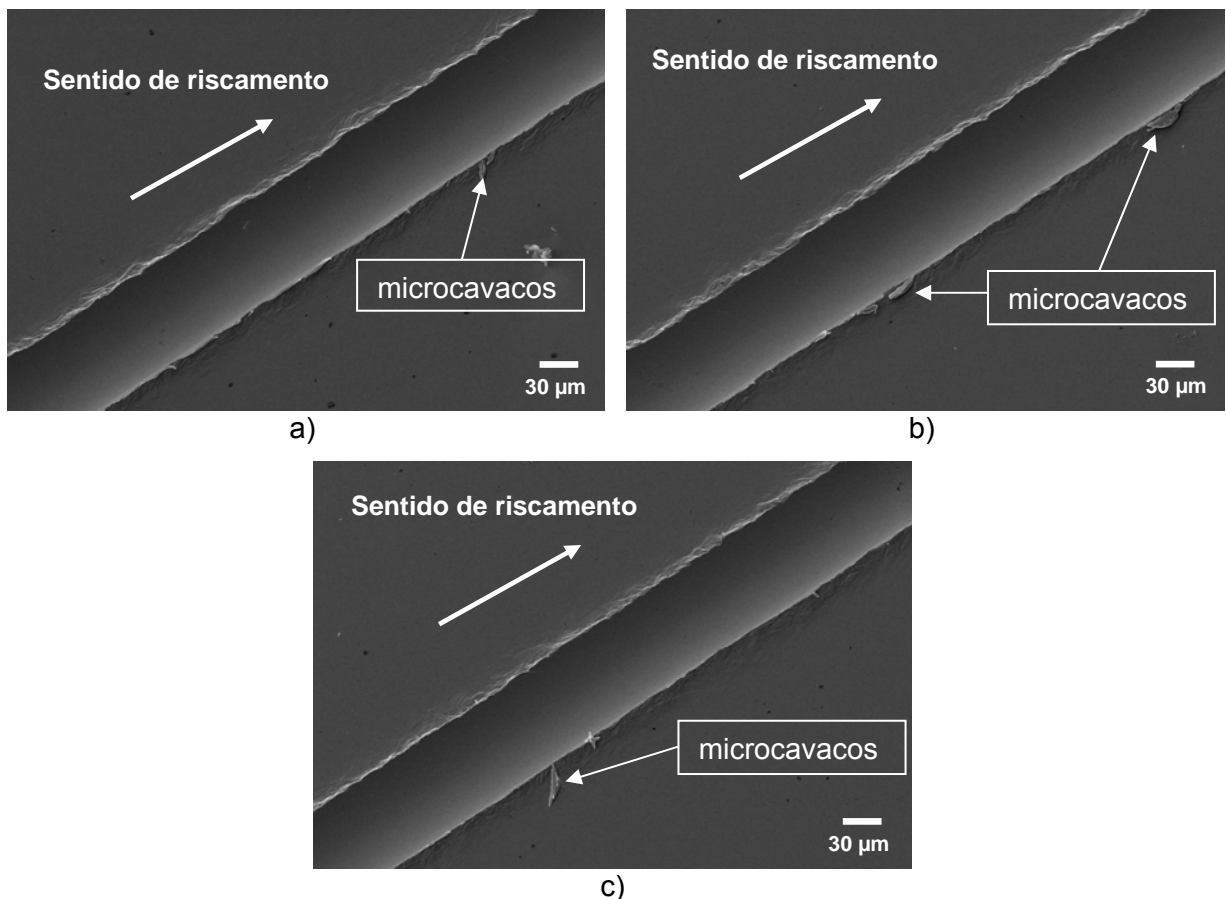 Sentido de riscamento
microcavacos
30 µm
a)
Sentido de riscamento
microcavacos
30 µm
b)
Sentido de riscamento
microcavacos
30 µm
c)